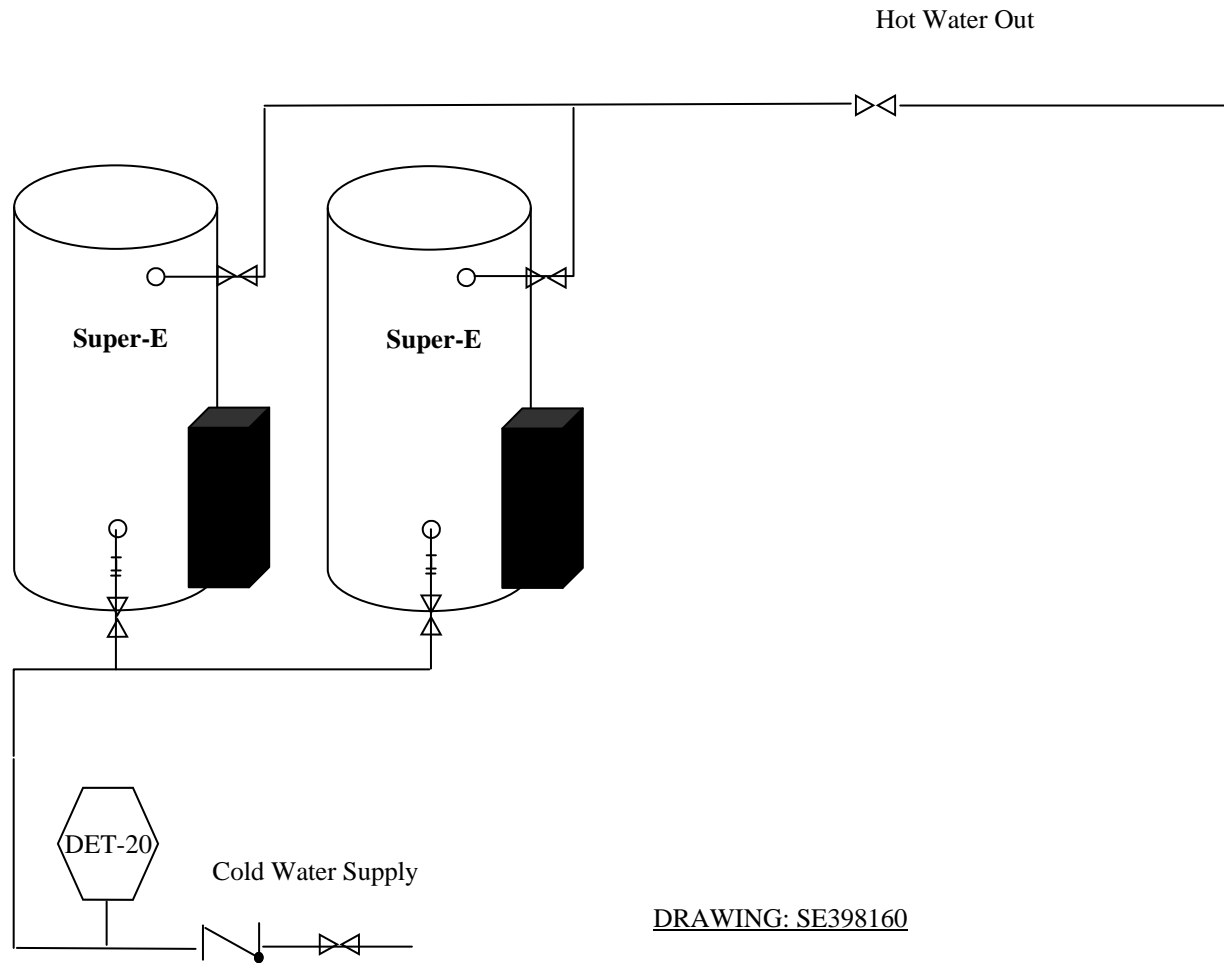 Hot Water Out
Super-E
Super-E
DET-20
Cold Water Supply
DRAWING: SE398160